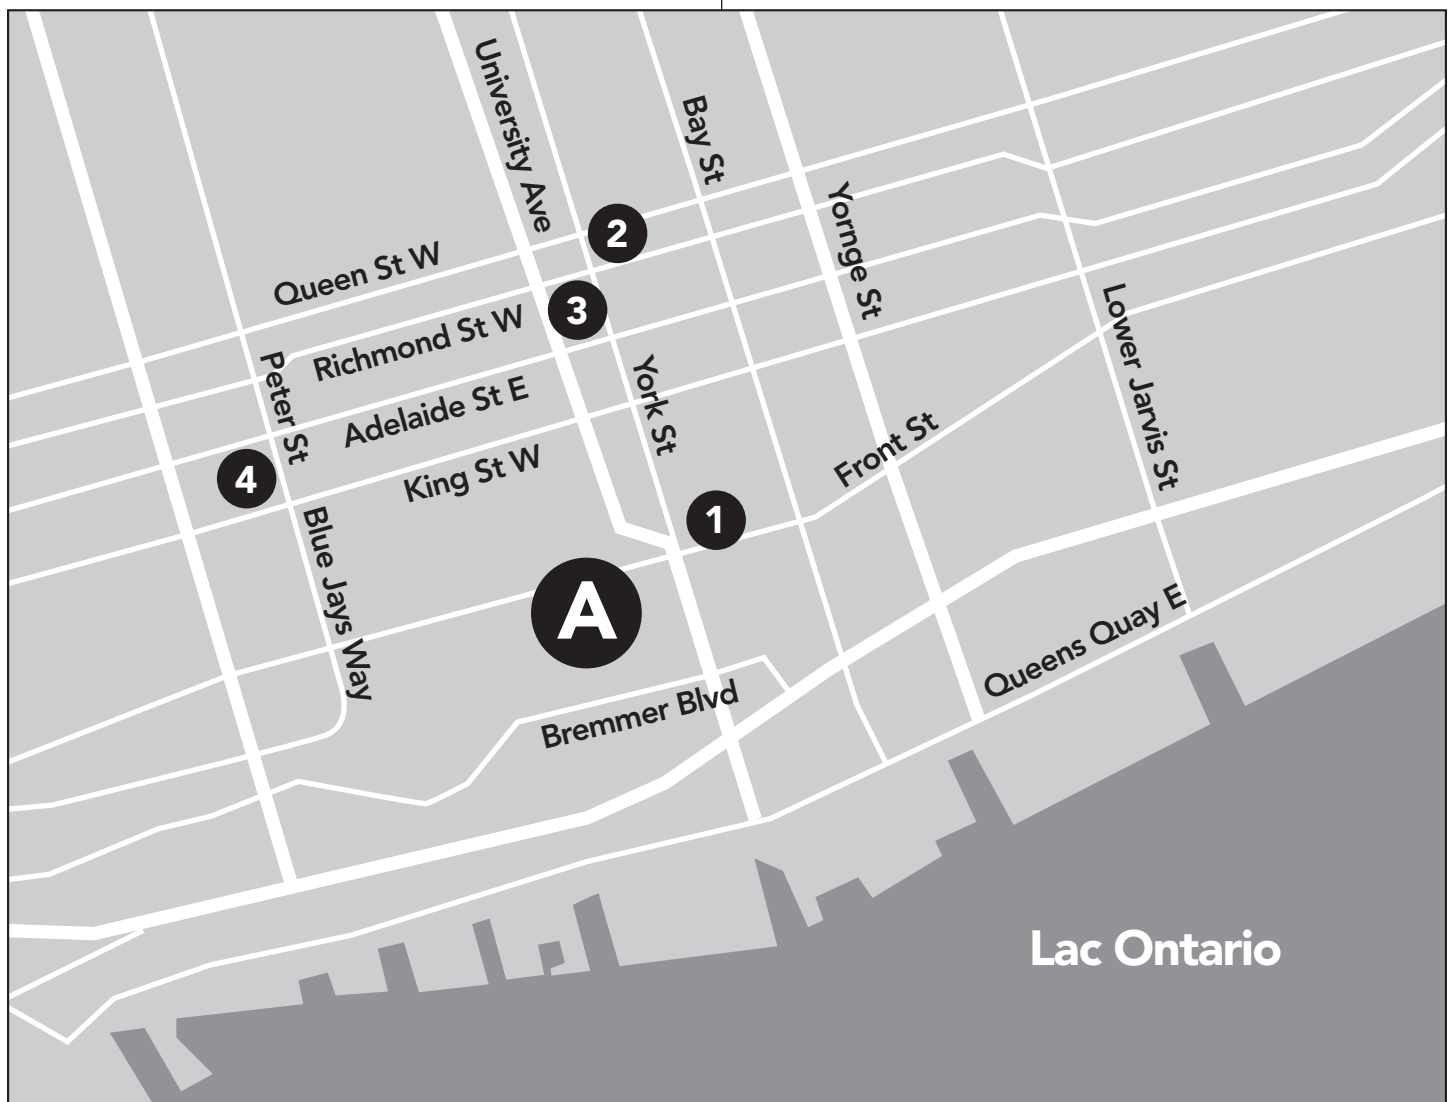 University Ave
Bay St
2
Yornge St
Queen St W
3
Richmond St W
Lower Jarvis St
Peter St
York St
Adelaide St E
Front St
4
King St W
1
Blue Jays Way
A
Queens Quay E
Bremmer Blvd
Lac Ontario